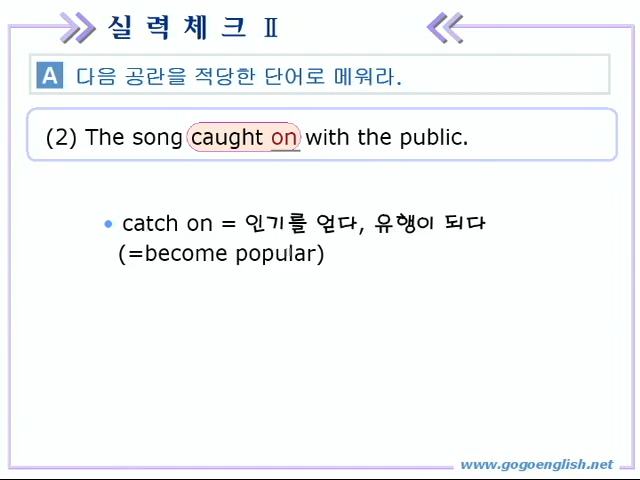 실 력 체 크 Ⅱ
A 다음 공란을 적당한 단어로 메워라.
(2) The song caught on with the public.
• catch on = 인기를 얻다, 유행이 되다
(=become popular)
www.gogoenglish.net